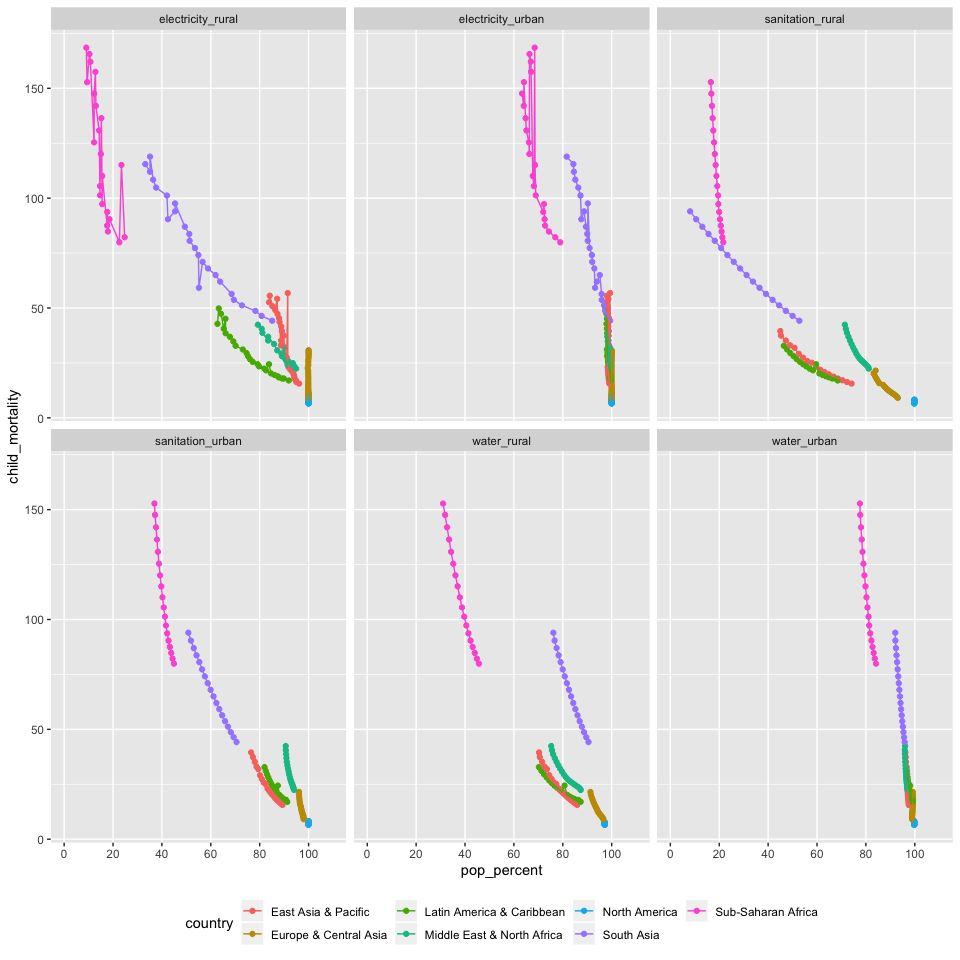 electricity_rural electricity_urban sanitation_rural
150
100
50
0
child_mortality
sanitation_urban water_rural water_urban
150
100
50
0
0 20 40 60 80 100 0 20 40 60 80 100 0 20 40 60 80 100
pop_percent
country
East Asia & Pacific Latin America & Caribbean North America Sub-Saharan Africa
Europe & Central Asia Middle East & North Africa South Asia